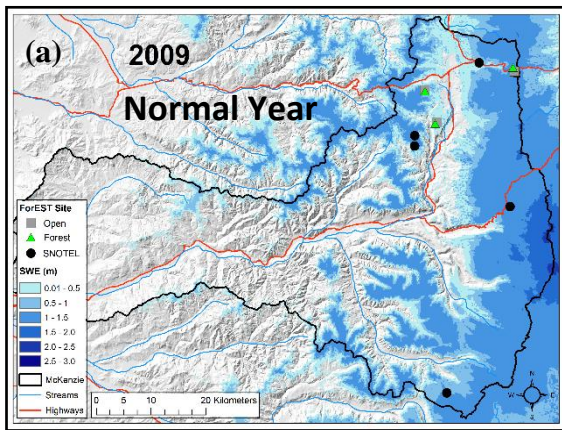 (a)
2009
Normal Year
ForEST Site
Open
Forest
SNOTEL
SWE (m)
0.01 - 0.5
0.5 - 1
1 - 1.5
1.5 - 2.0
2.0 - 2.5
2.5 - 3.0
McKenzie
Streams
Highways
0 5 10 20 Kilometers
N
W E
S